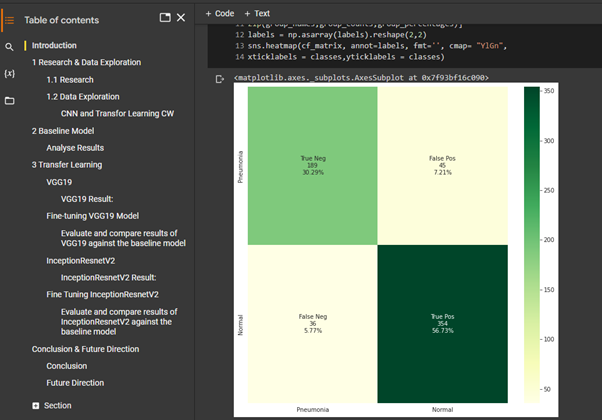 Table of contents
Introduction
1 Research & Data Exploration
1.1 Research
1.2 Data Exploration
CNN and Transfor Learning CW
2 Baseline Model
Analyse Results
3 Transfer Learning
VGG19
VGG19 Result:
Fine-tuning VGG19 Model
Evaluate and compare results of
VGG19 against the baseline model
InceptionResnetV2
InceptionResnetV2 Result:
Fine Tuning InceptionResnetV2
Evaluate and compare results of
InceptionResnetV2 against the
baseline model
Conclusion & Future Direction
Conclusion
Future Direction
Section
+ Code + Text
11 zip(group_names,group_counts,group_percentages)]
12 labels = np.asarray(labels).reshape(2,2)
13 sns.heatmap(cf_matrix, annot=labels, fmt='', cmap= "YlGn",
14 xticklabels = classes,yticklabels = classes)
<matplotlib.axes._subplots.AxesSubplot at 0x7f93bf16c090>
Pneumonia
True Neg
189
30.29%
False Pos
45
7.21%
Normal
False Neg
36
5.77%
True Pos
354
56.73%
Pneumonia
Normal
350
300
250
200
150
100
50